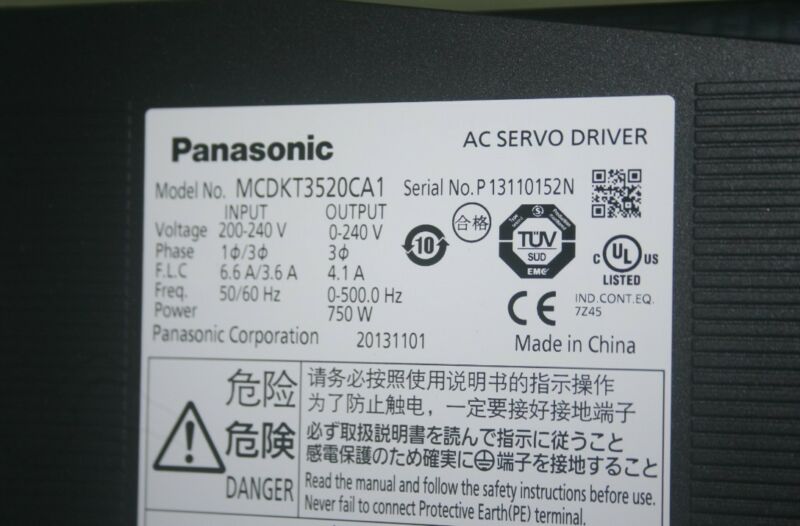 Panasonic AC SERVO DRIVER
Model No. MCDKT3520CA1 Serial No. P13110152N
INPUT OUTPUT
Voltage 200-240 V 0-240 V
Phase 1ϕ/3ϕ 3ϕ
F.L.C 6.6 A/3.6 A 4.1 A
Freq. 50/60 Hz 0-500.0 Hz
Power 750 W
Panasonic Corporation 20131101
10
合格
TÜV
SÜD
EMC
C UL US
LISTED
CE
IND.CONT.EQ.
7Z45
Made in China
危险
请务必按照使用说明书的指示操作
为了防止触电，一定要接好接地端子
危険
必ず取扱説明書を読んで指示に従うこと
感電保護のため確実に⏚端子を接地すること
DANGER
Read the manual and follow the safety instructions before use.
Never fail to connect Protective Earth(PE) terminal.